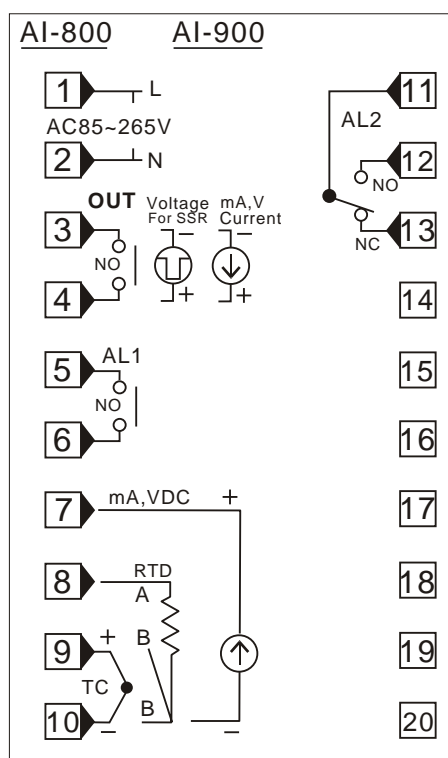 AI-800 AI-900
1 L
AC85~265V
2 N
OUT Voltage For SSR mA,V Current
3 NO − −
4 + +
5 AL1
NO
6
7 mA,VDC +
8 RTD
A
9 + B
TC
10 − B −
11
AL2
12
NO
13
NC
14
15
16
17
18
19
20